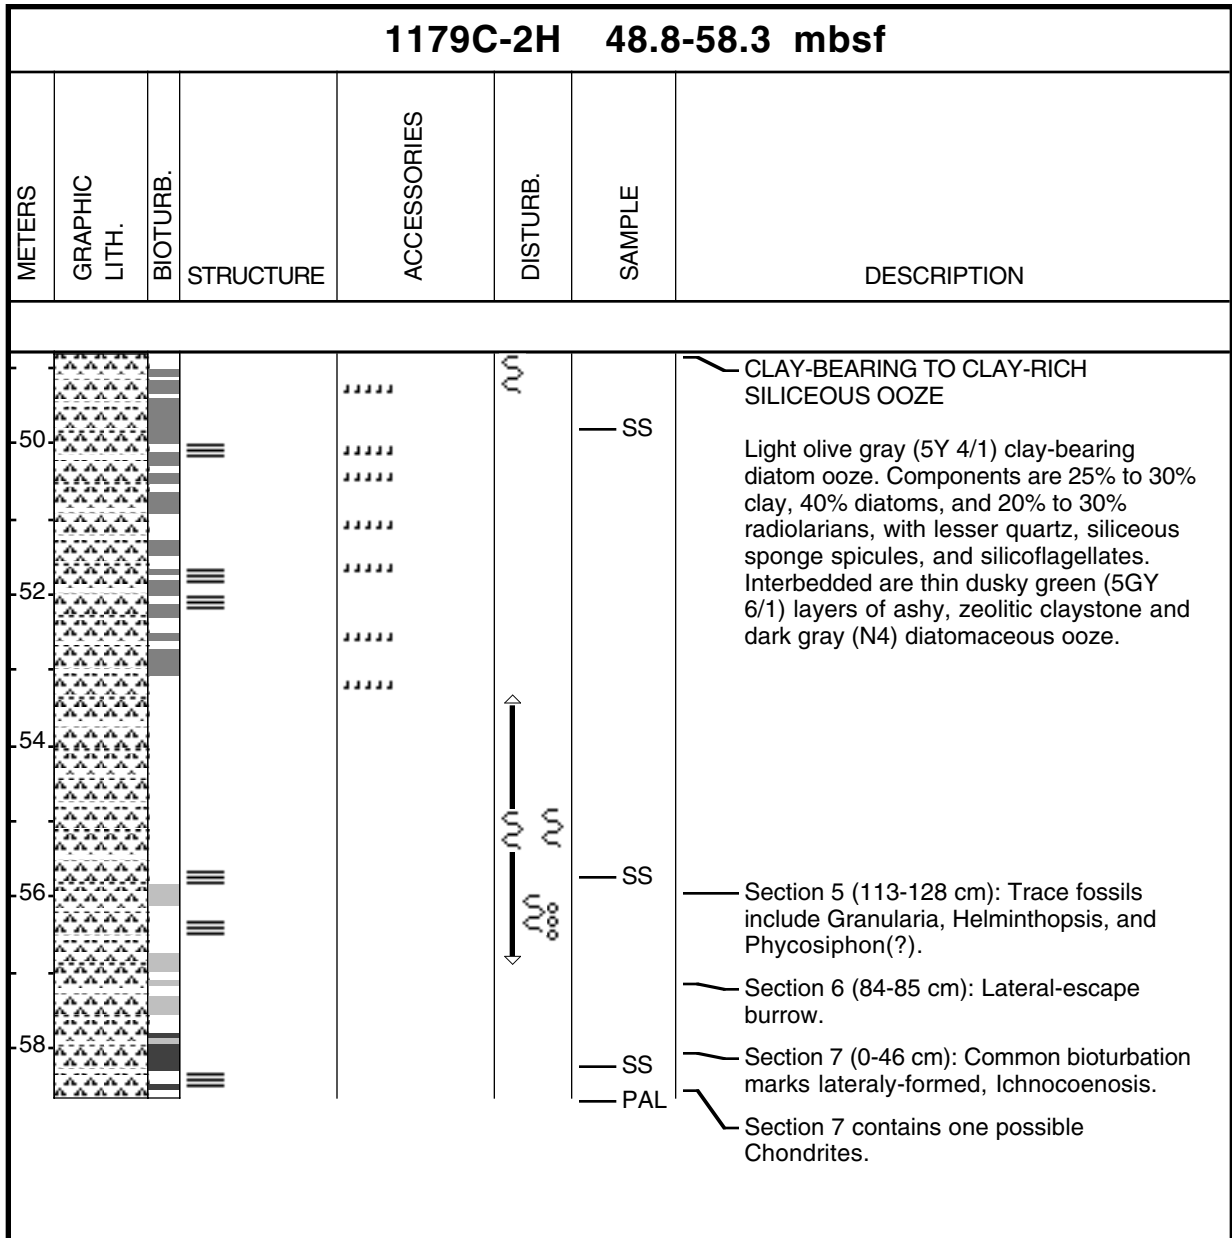 1179C-2H 48.8-58.3 mbsf
METERS
GRAPHIC
LITH.
BIOTURB.
STRUCTURE
ACCESSORIES
DISTURB.
SAMPLE
DESCRIPTION
CLAY-BEARING TO CLAY-RICH
SILICEOUS OOZE
50
SS
Light olive gray (5Y 4/1) clay-bearing
diatom ooze. Components are 25% to 30%
clay, 40% diatoms, and 20% to 30%
radiolarians, with lesser quartz, siliceous
sponge spicules, and silicoflagellates.
Interbedded are thin dusky green (5GY
6/1) layers of ashy, zeolitic claystone and
dark gray (N4) diatomaceous ooze.
52
54
56
SS
Section 5 (113-128 cm): Trace fossils
include Granularia, Helminthopsis, and
Phycosiphon(?).
Section 6 (84-85 cm): Lateral-escape
burrow.
58
SS
Section 7 (0-46 cm): Common bioturbation
marks lateraly-formed, Ichnocoenosis.
PAL
Section 7 contains one possible
Chondrites.